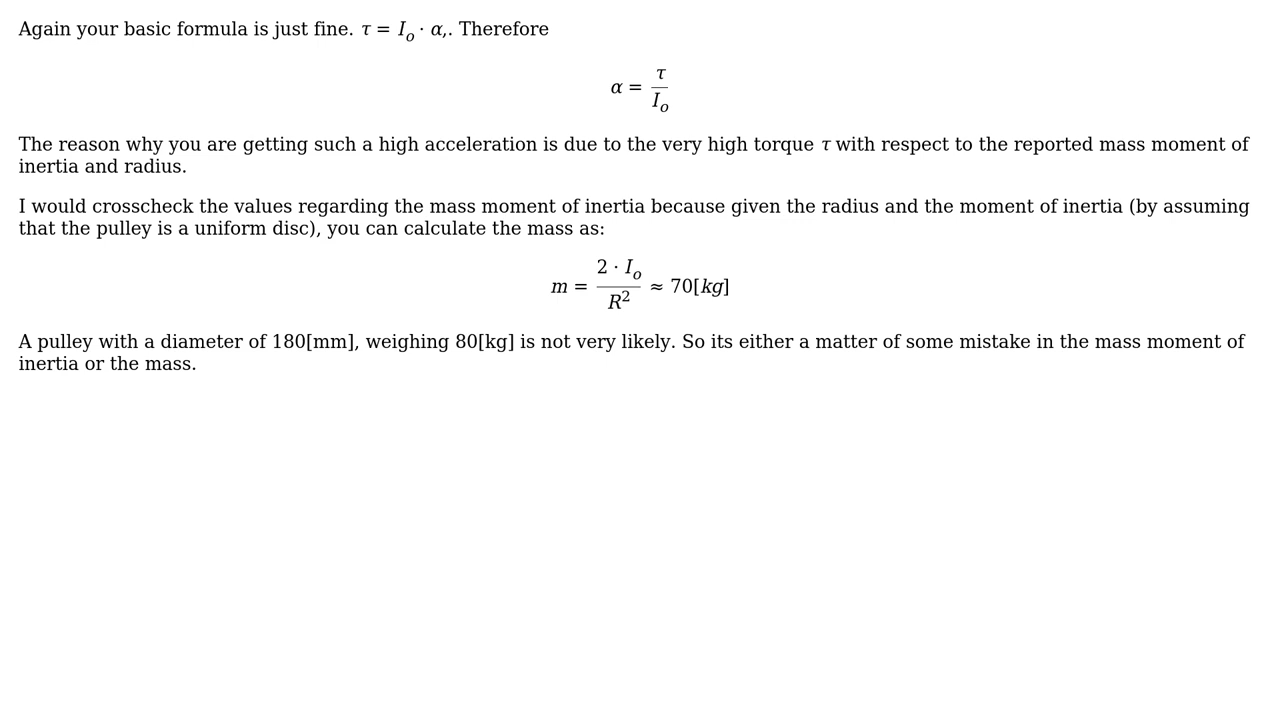 Again your basic formula is just fine. τ = I₀ · α,. Therefore
α = τ / Iₒ
The reason why you are getting such a high acceleration is due to the very high torque τ with respect to the reported mass moment of
inertia and radius.
I would crosscheck the values regarding the mass moment of inertia because given the radius and the moment of inertia (by assuming
that the pulley is a uniform disc), you can calculate the mass as:
m = 2 · Iₒ / R² ≈ 70[kg]
A pulley with a diameter of 180[mm], weighing 80[kg] is not very likely. So its either a matter of some mistake in the mass moment of
inertia or the mass.